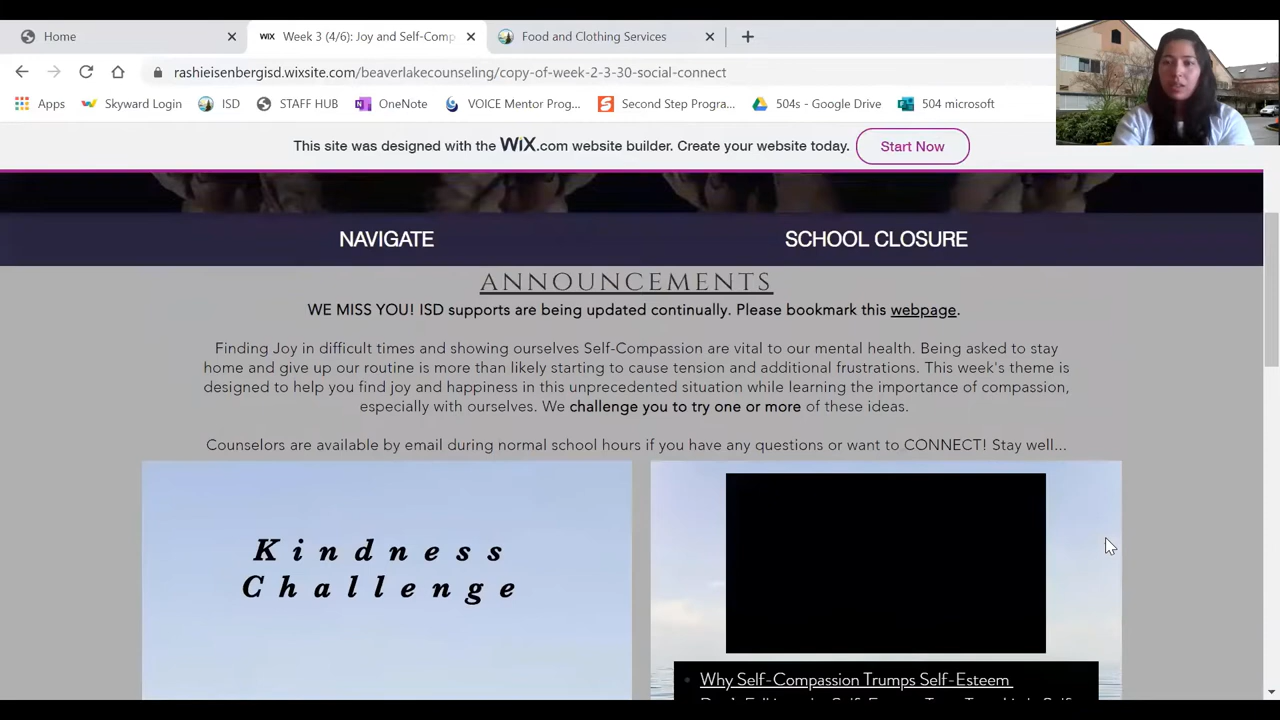 Home
WiX Week 3 (4/6): Joy and Self-Comp
Food and Clothing Services
rashieisenbergisd.wixsite.com/beaverlakecounseling/copy-of-week-2-3-30-social-connect
Apps
Skyward Login
ISD
STAFF HUB
OneNote
VOICE Mentor Prog...
Second Step Progra...
504s - Google Drive
504 microsoft
This site was designed with the WiX.com website builder. Create your website today.
Start Now
NAVIGATE
SCHOOL CLOSURE
ANNOUNCEMENTS
WE MISS YOU! ISD supports are being updated continually. Please bookmark this webpage.
Finding Joy in difficult times and showing ourselves Self-Compassion are vital to our mental health. Being asked to stay
home and give up our routine is more than likely starting to cause tension and additional frustrations. This week's theme is
designed to help you find joy and happiness in this unprecedented situation while learning the importance of compassion,
especially with ourselves. We challenge you to try one or more of these ideas.
Counselors are available by email during normal school hours if you have any questions or want to CONNECT! Stay well...
Kindness
Challenge
Why Self-Compassion Trumps Self-Esteem